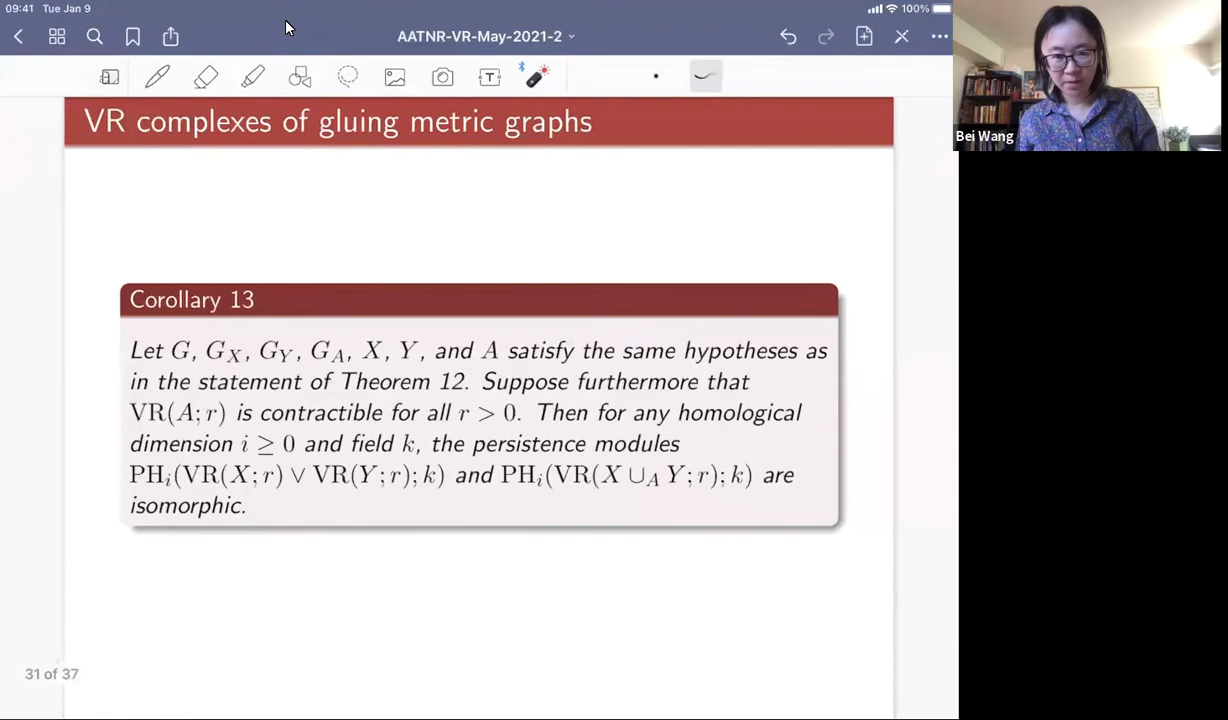 09:41 Tue Jan 9
100%
AATNR-VR-May-2021-2
T
VR complexes of gluing metric graphs
Bei Wang
Corollary 13
Let G, G_X, G_Y, G_A, X, Y, and A satisfy the same hypotheses as
in the statement of Theorem 12. Suppose furthermore that
VR(A; r) is contractible for all r > 0. Then for any homological
dimension i ≥ 0 and field k, the persistence modules
PH_i(VR(X; r) ∨ VR(Y; r); k) and PH_i(VR(X ∪_A Y; r); k) are
isomorphic.
31 of 37